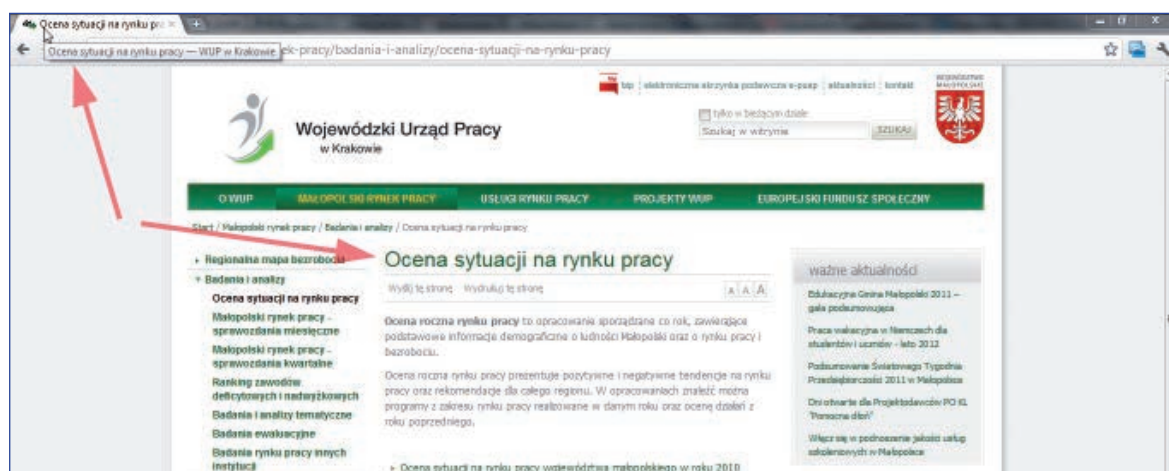 Ocena sytuacji na rynku pra
Ocena sytuacji na rynku pracy — WUP w Krakowie
ek-pracy/badania-i-analizy/ocena-sytuacji-na-rynku-pracy
bip elektroniczna skrzynka podawcza e-puap aktualności kontakt
WOJEWÓDZTWO
MAŁOPOLSKIE
tylko w bieżącym dziale
Szukaj w witrynie
SZUKAJ
Wojewódzki Urząd Pracy
w Krakowie
O WUP
MAŁOPOLSKI RYNEK PRACY
USŁUGI RYNKU PRACY
PROJEKTY WUP
EUROPEJSKI FUNDUSZ SPOŁECZNY
Start / Małopolski rynek pracy / Badania i analizy / Ocena sytuacji na rynku pracy
Regionalna mapa bezrobocia
Badania i analizy
Ocena sytuacji na rynku pracy
Małopolski rynek pracy -
sprawozdania miesięczne
Małopolski rynek pracy -
sprawozdania kwartalne
Ranking zawodów
deficytowych i nadwyżkowych
Badania i analizy tematyczne
Badania ewaluacyjne
Badania rynku pracy innych
instytucji
Ocena sytuacji na rynku pracy
Wyślij tę stronę Wydrukuj tę stronę
A A A
Ocena roczna rynku pracy to opracowanie sporządzane co rok, zawierające
podstawowe informacje demograficzne o ludności Małopolski oraz o rynku pracy i
bezrobociu.
Ocena roczna rynku pracy prezentuje pozytywne i negatywne tendencje na rynku
pracy oraz rekomendacje dla całego regionu. W opracowaniach znaleźć można
programy z zakresu rynku pracy realizowane w danym roku oraz ocenę działań z
roku poprzedniego.
Ocena sytuacji na rynku pracy województwa małopolskiego w roku 2010
ważne aktualności
Edukacyjna Gmina Małopolski 2011 –
gala podsumowująca
Praca wakacyjna w Niemczech dla
studentów i uczniów - lato 2012
Podsumowanie Światowego Tygodnia
Przedsiębiorczości 2011 w Małopolsce
Dni otwarte dla Projektodawców PO KL
"Pomocna dłoń"
Włącz się w podnoszenie jakości usług
szkoleniowych w Małopolsce